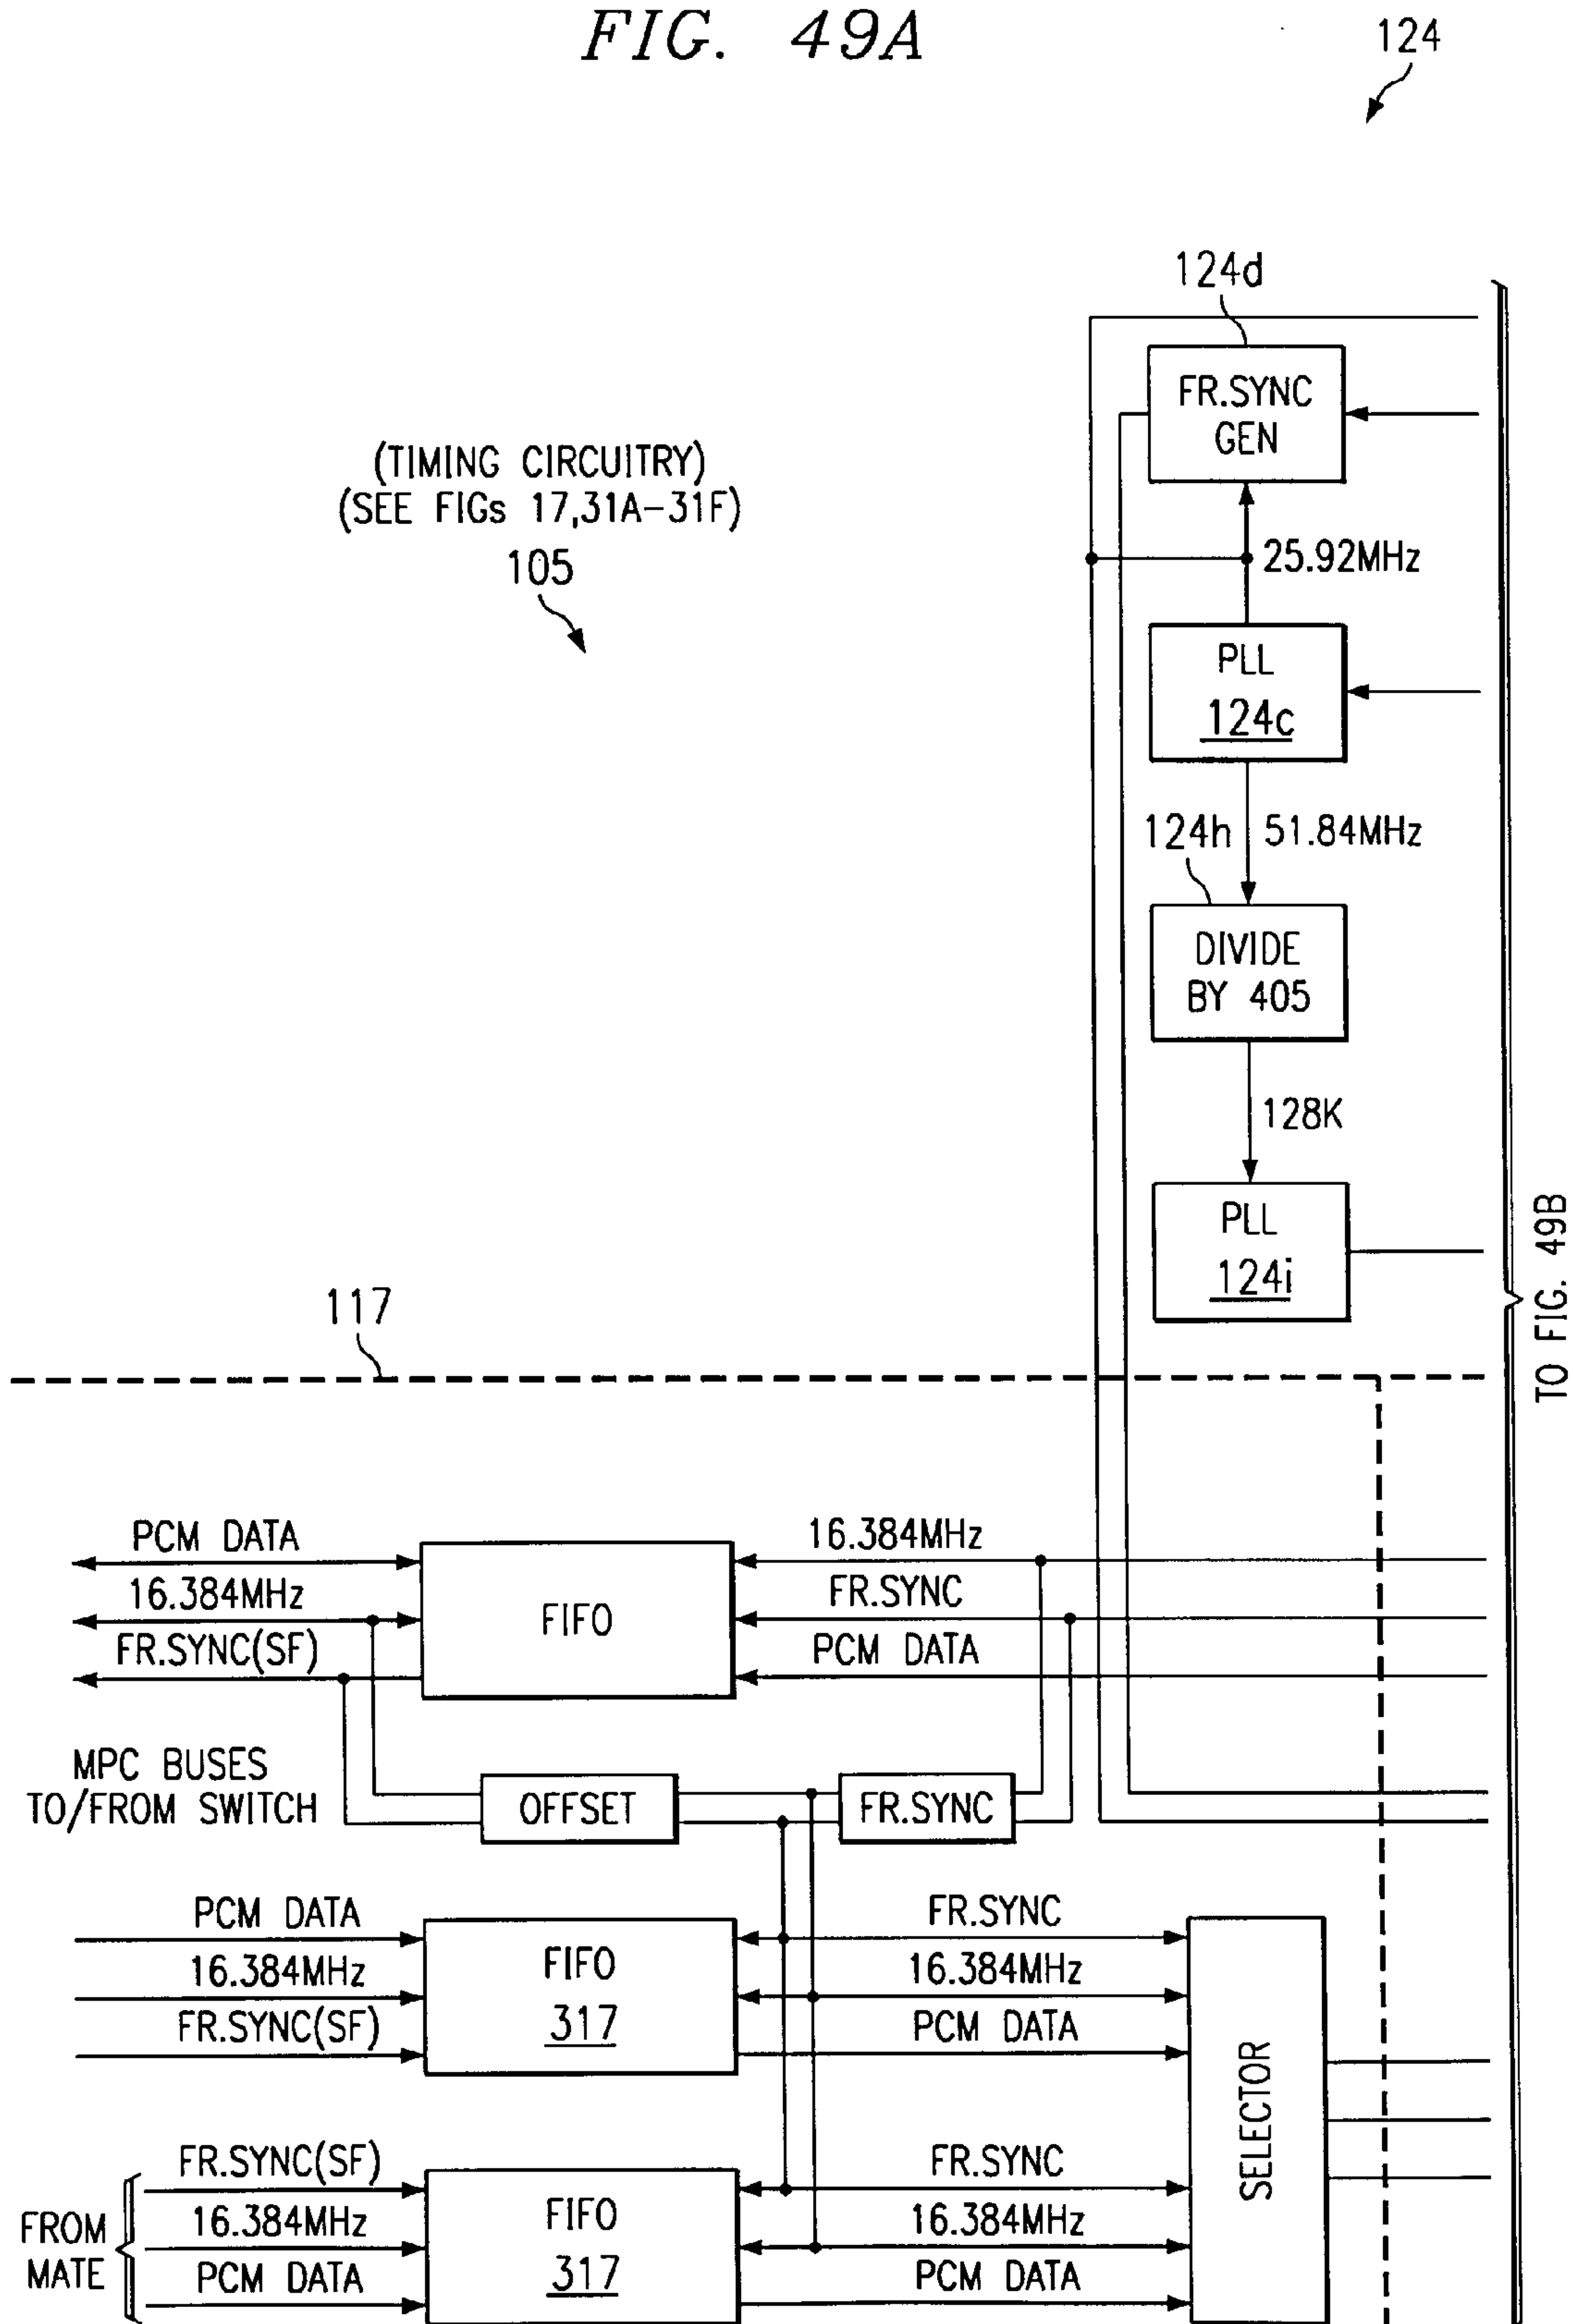 FIG. 49A
124
124d
FR.SYNC
GEN
(TIMING CIRCUITRY)
(SEE FIGs 17,31A-31F)
105
25.92MHz
PLL
124c
124h
51.84MHz
DIVIDE
BY 405
128K
PLL
124i
TO FIG. 49B
117
PCM DATA
16.384MHz
FR.SYNC(SF)
FIFO
16.384MHz
FR.SYNC
PCM DATA
MPC BUSES
TO/FROM SWITCH
OFFSET
FR.SYNC
PCM DATA
16.384MHz
FR.SYNC(SF)
FIFO
317
FR.SYNC
16.384MHz
PCM DATA
SELECTOR
FROM
MATE
FR.SYNC(SF)
16.384MHz
PCM DATA
FIFO
317
FR.SYNC
16.384MHz
PCM DATA